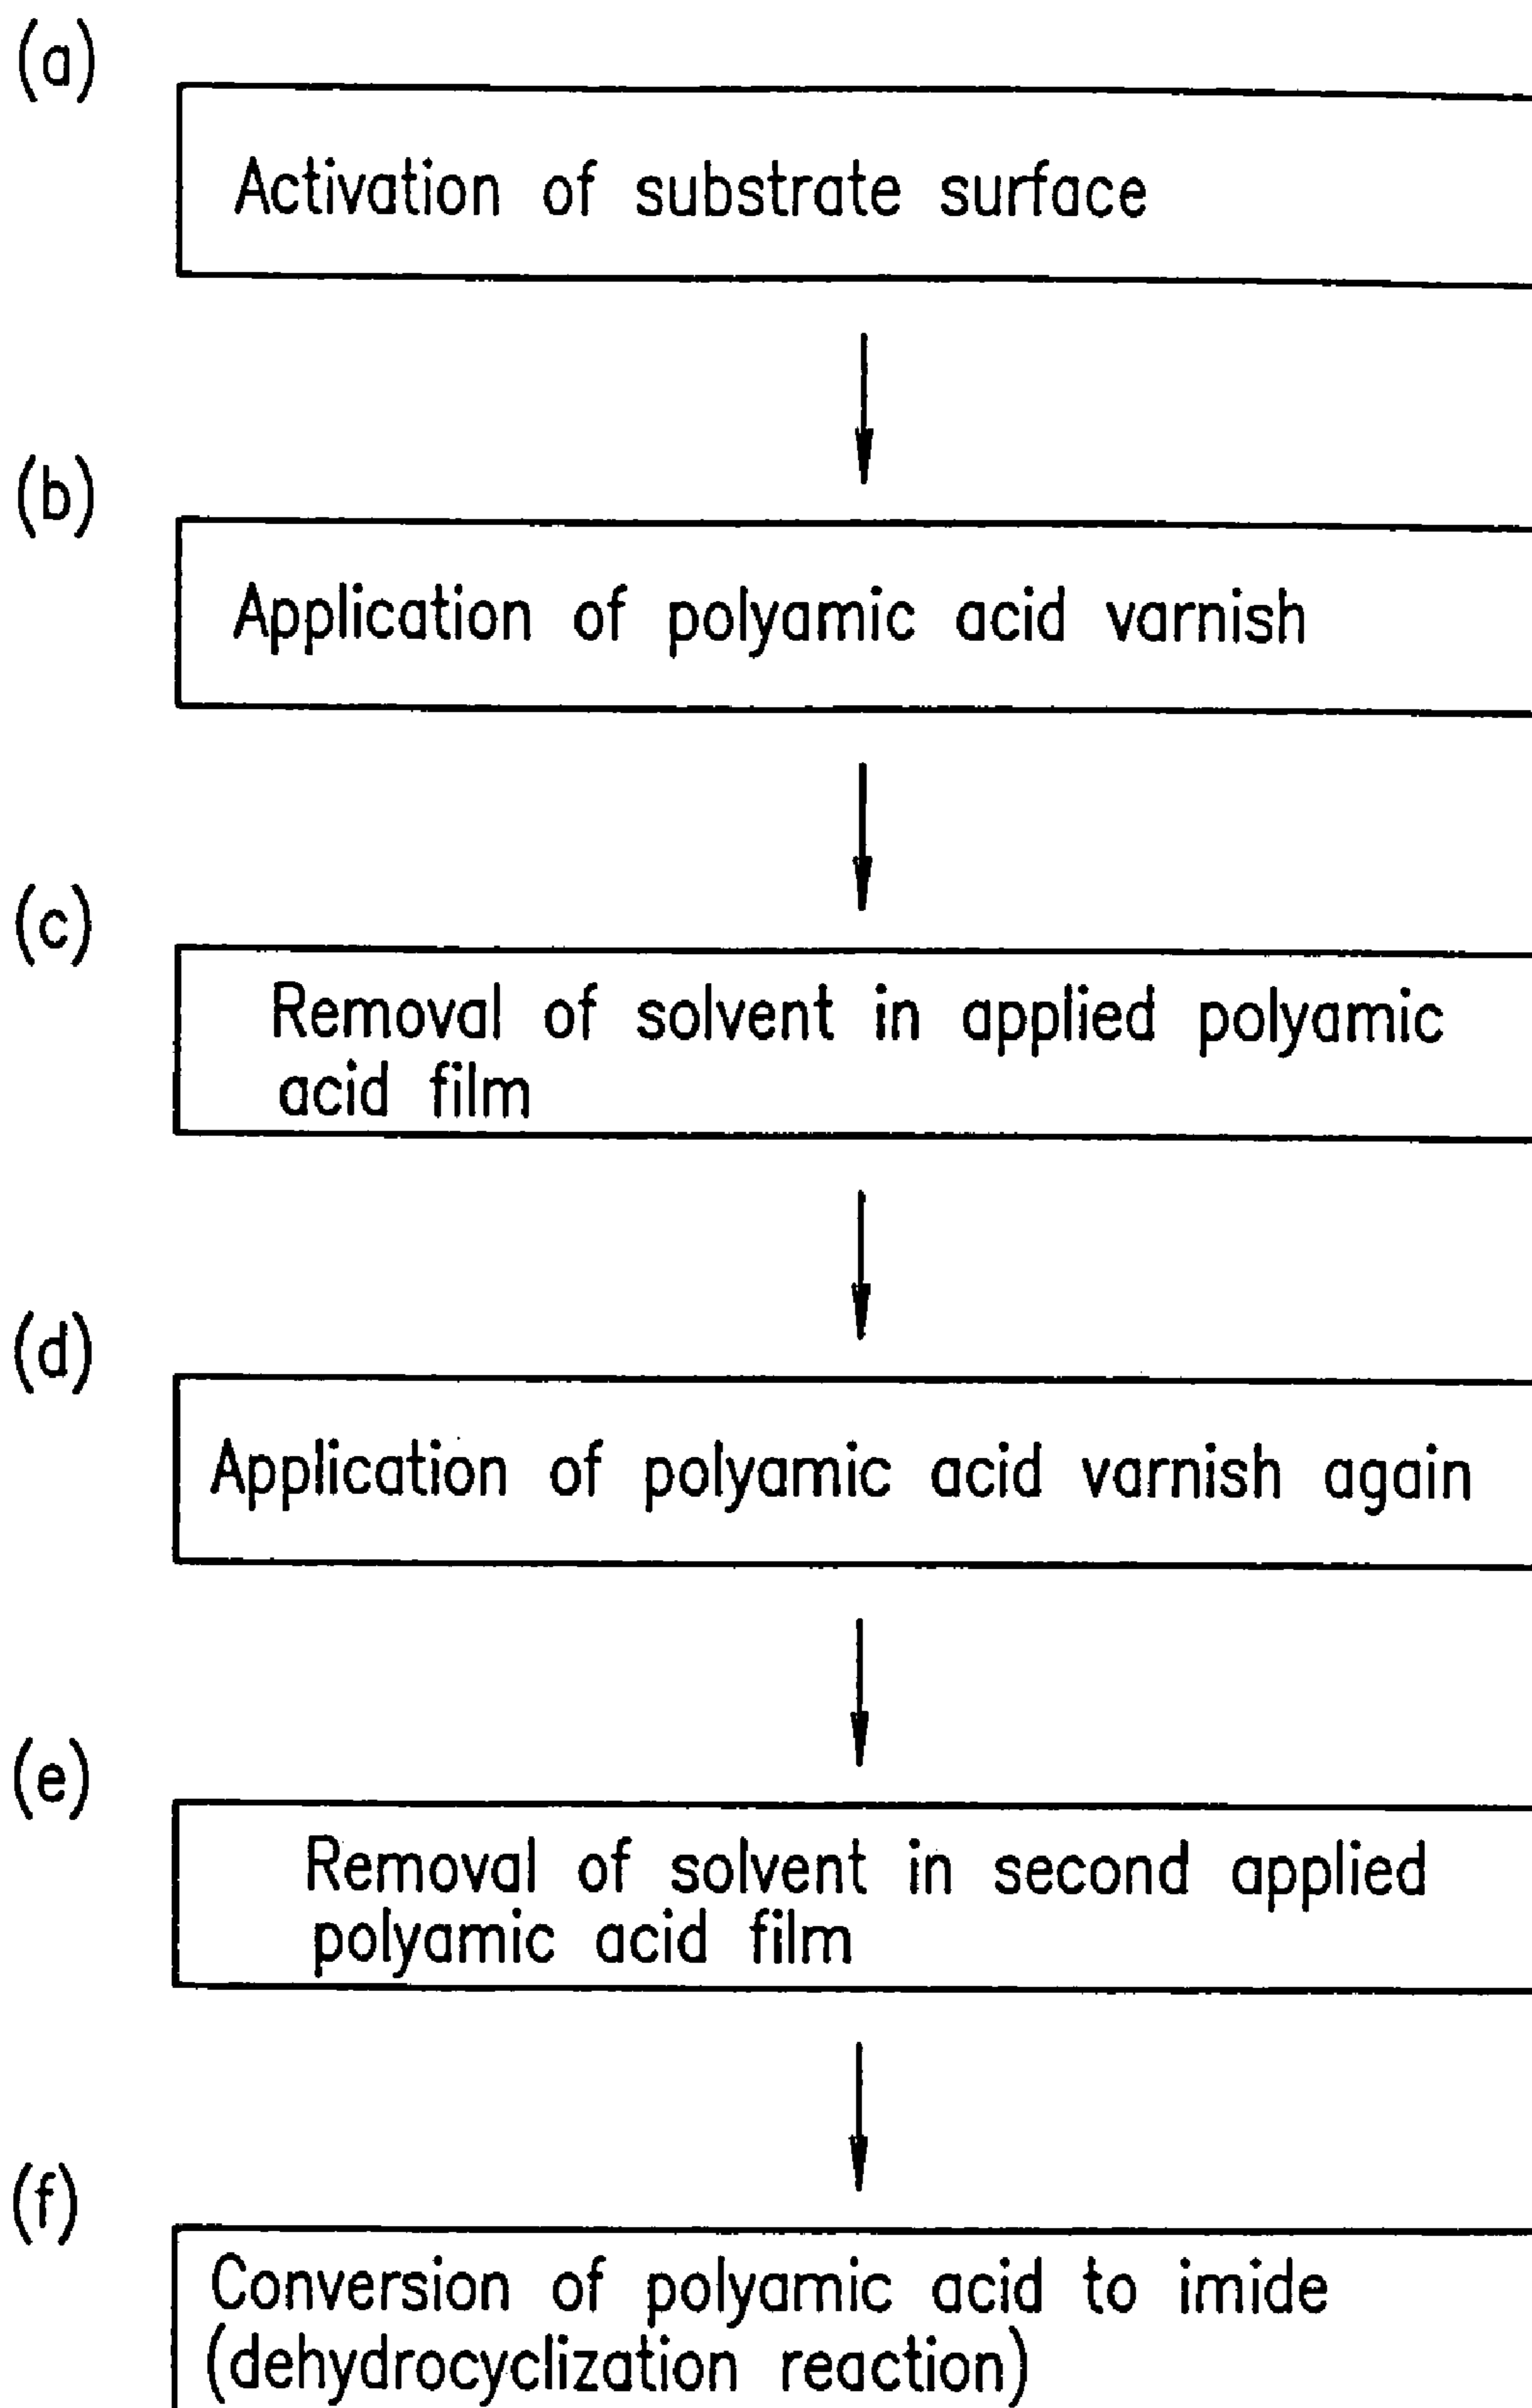 (a)
Activation of substrate surface
(b)
Application of polyamic acid varnish
(c)
Removal of solvent in applied polyamic
acid film
(d)
Application of polyamic acid varnish again
(e)
Removal of solvent in second applied
polyamic acid film
(f)
Conversion of polyamic acid to imide
(dehydrocyclization reaction)